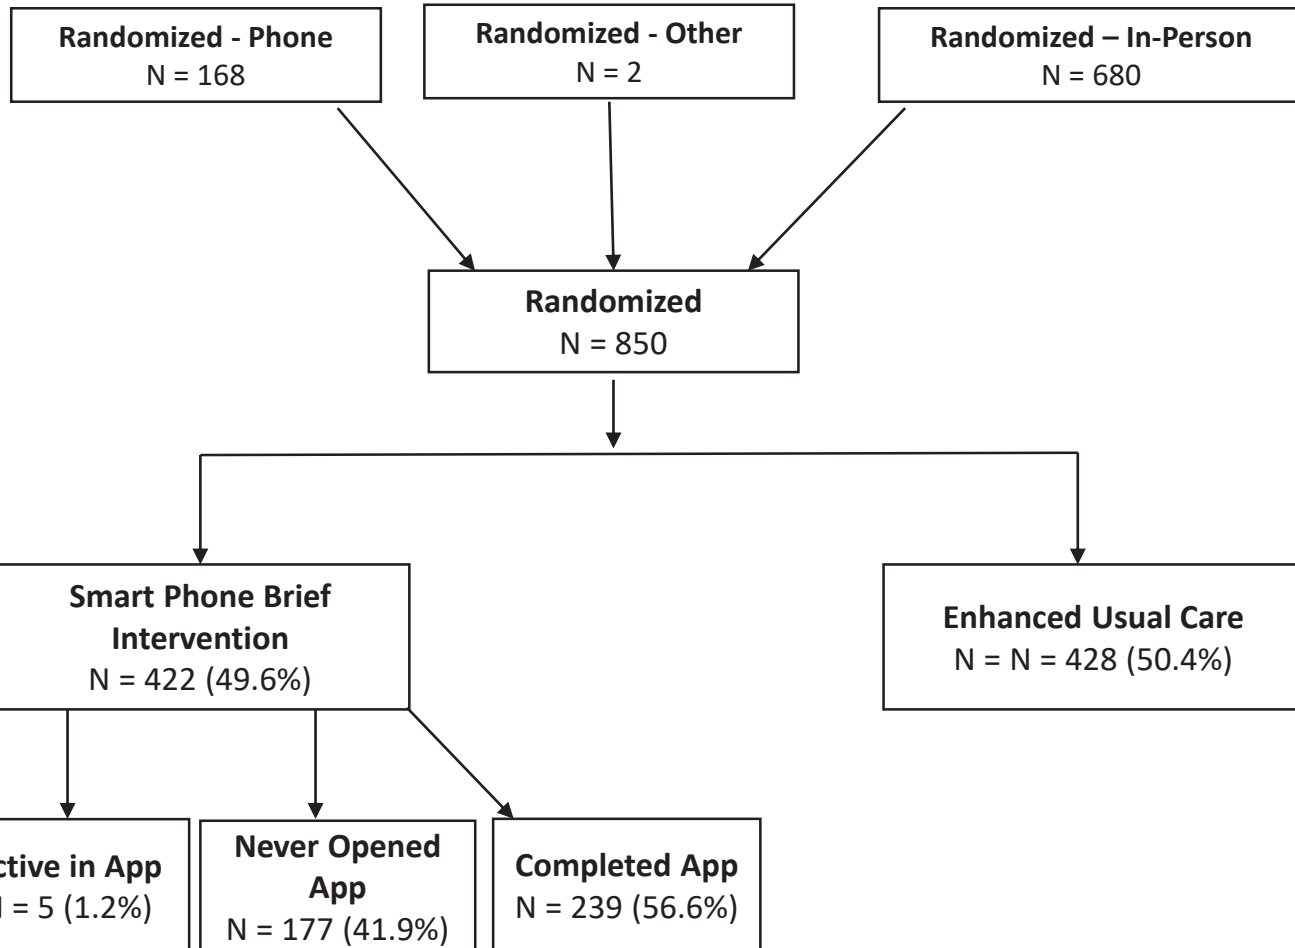 Randomized - Phone
N = 168
Randomized - Other
N = 2
Randomized – In-Person
N = 680
Randomized
N = 850
Smart Phone Brief
Intervention
N = 422 (49.6%)
Enhanced Usual Care
N = N = 428 (50.4%)
in App
= 5 (1.2%)
Never Opened
App
N = 177 (41.9%)
Completed App
N = 239 (56.6%)